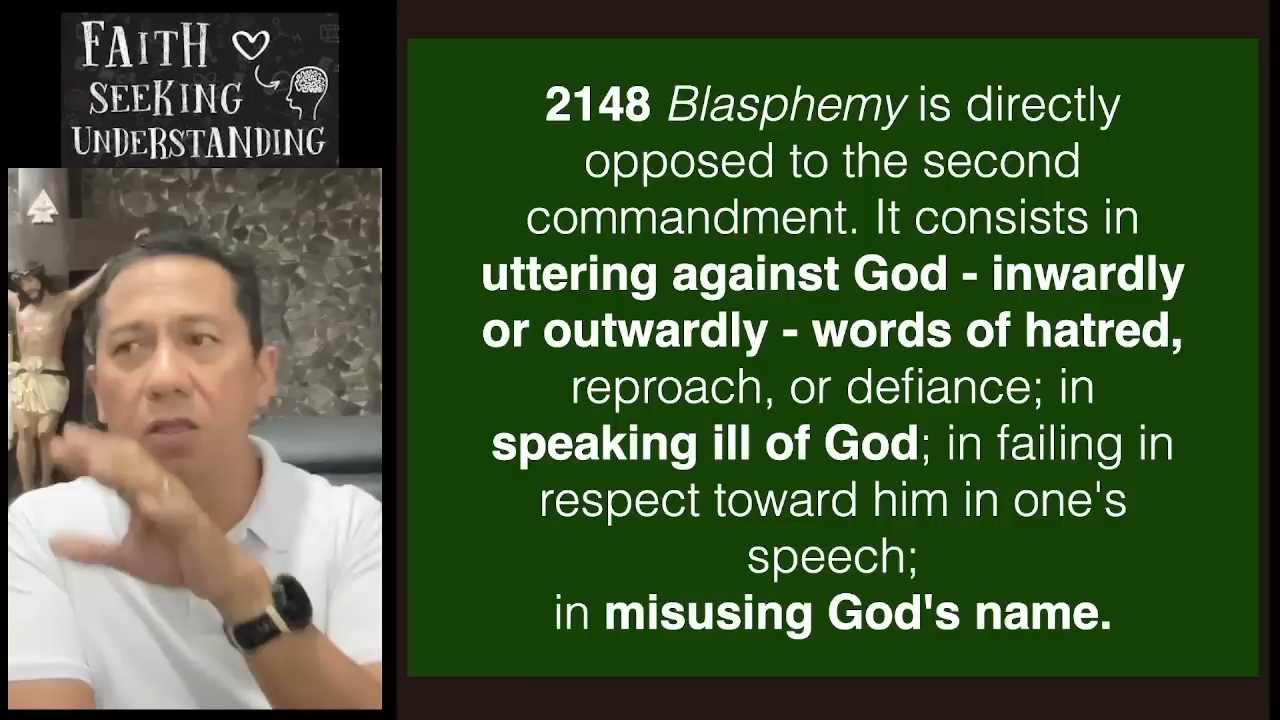 FAITH
SEEKING
UNDERSTANDING
2148 Blasphemy is directly
opposed to the second
commandment. It consists in
uttering against God - inwardly
or outwardly - words of hatred,
reproach, or defiance; in
speaking ill of God; in failing in
respect toward him in one's
speech;
in misusing God's name.